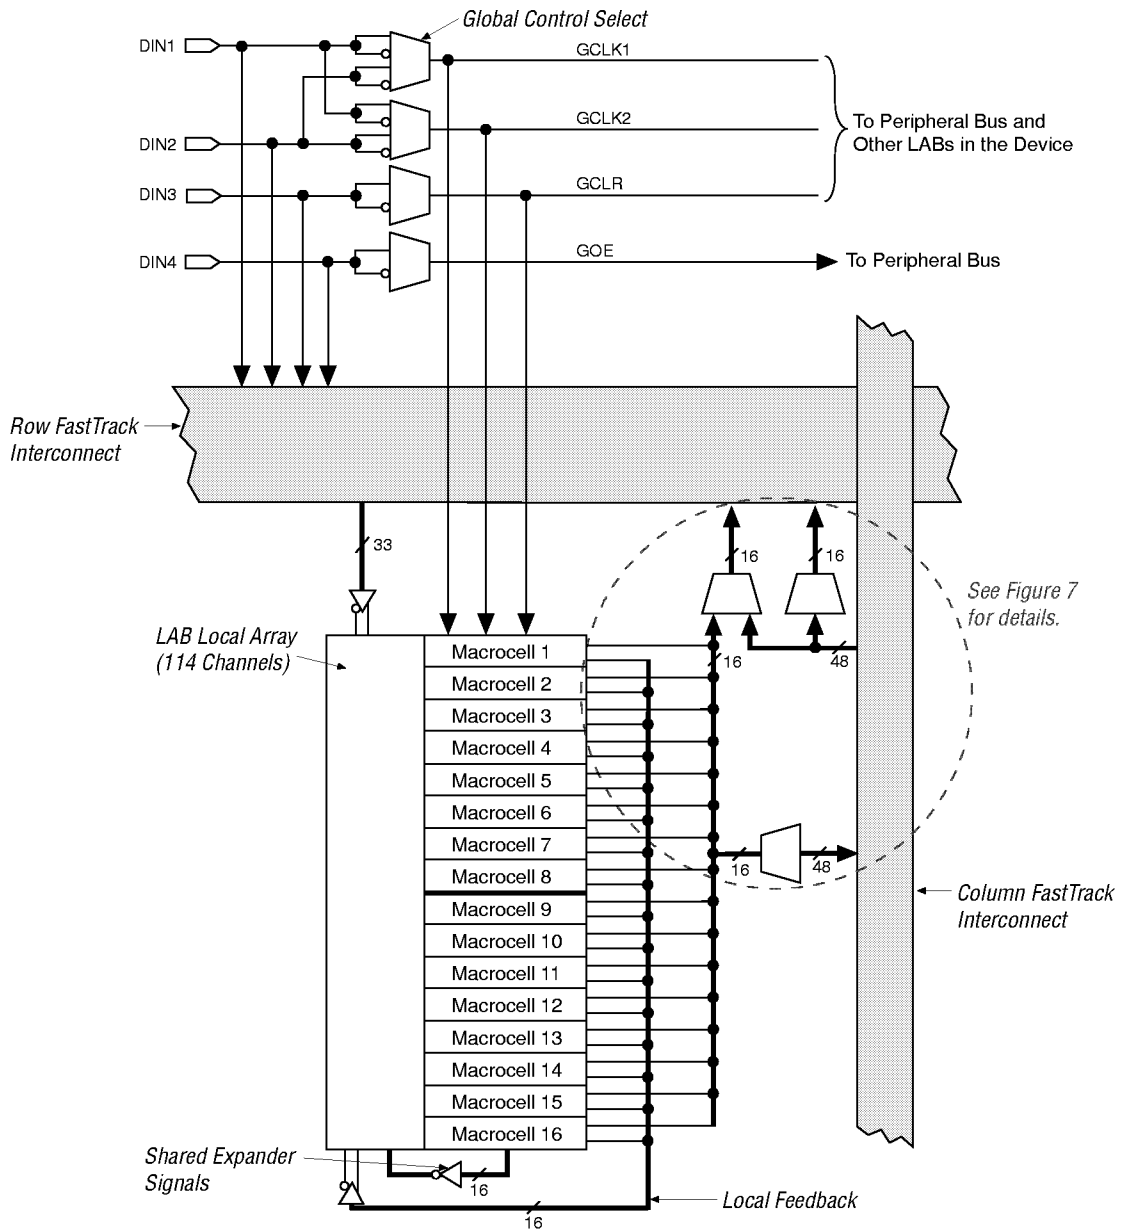 Global Control Select
DIN1
GCLK1
GCLK2
To Peripheral Bus and
Other LABs in the Device
DIN2
DIN3
GCLR
DIN4
GOE
To Peripheral Bus
Row FastTrack
Interconnect
33
16
16
See Figure 7
for details.
LAB Local Array
(114 Channels)
16
48
Macrocell 1
Macrocell 2
Macrocell 3
Macrocell 4
Macrocell 5
Macrocell 6
Macrocell 7
Macrocell 8
16
48
Macrocell 9
Macrocell 10
Macrocell 11
Macrocell 12
Macrocell 13
Macrocell 14
Macrocell 15
Macrocell 16
Column FastTrack
Interconnect
Shared Expander
Signals
16
Local Feedback
16